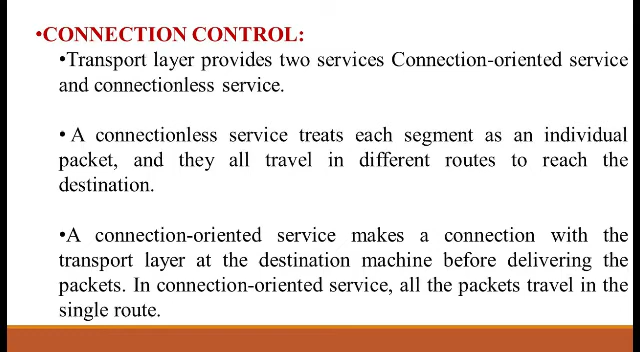 •CONNECTION CONTROL:
•Transport layer provides two services Connection-oriented service
and connectionless service.
• A connectionless service treats each segment as an individual
packet, and they all travel in different routes to reach the
destination.
•A connection-oriented service makes a connection with the
transport layer at the destination machine before delivering the
packets. In connection-oriented service, all the packets travel in the
single route.